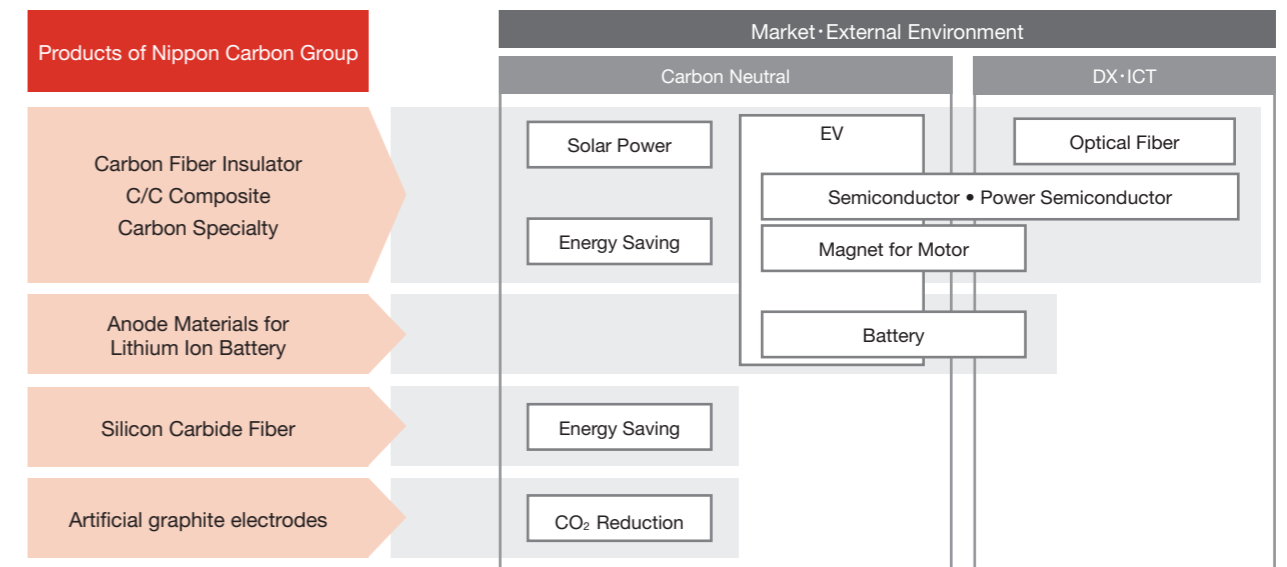 Products of Nippon Carbon Group
Market･External Environment
Carbon Neutral
DX･ICT
Carbon Fiber Insulator
C/C Composite
Carbon Specialty
Solar Power
EV
Optical Fiber
Semiconductor • Power Semiconductor
Energy Saving
Magnet for Motor
Anode Materials for
Lithium Ion Battery
Battery
Silicon Carbide Fiber
Energy Saving
Artificial graphite electrodes
CO₂ Reduction